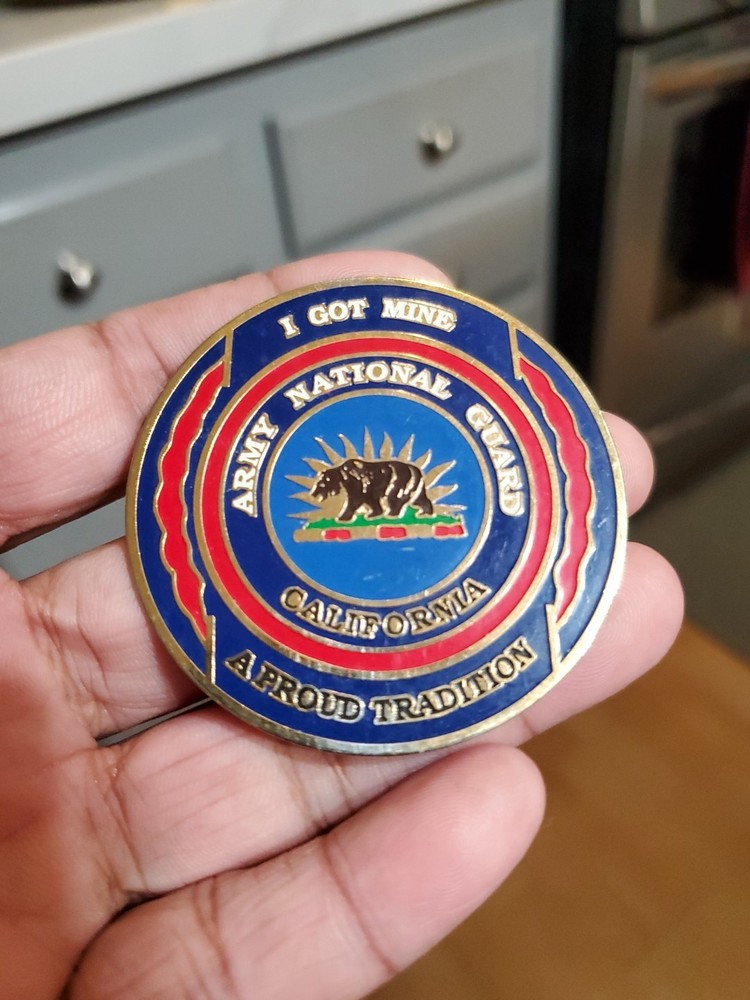 I GOT MINE
ARMY NATIONAL GUARD
CALIFORNIA
A PROUD TRADITION